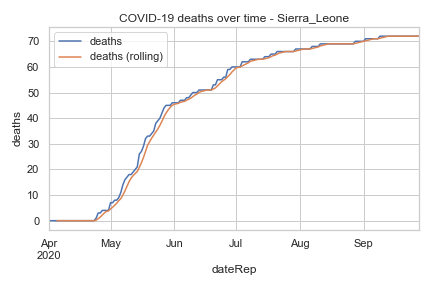 COVID-19 deaths over time - Sierra_Leone
deaths
deaths (rolling)
70
60
50
40
30
20
10
0
deaths
Apr
2020
May
Jun
Jul
Aug
Sep
dateRep